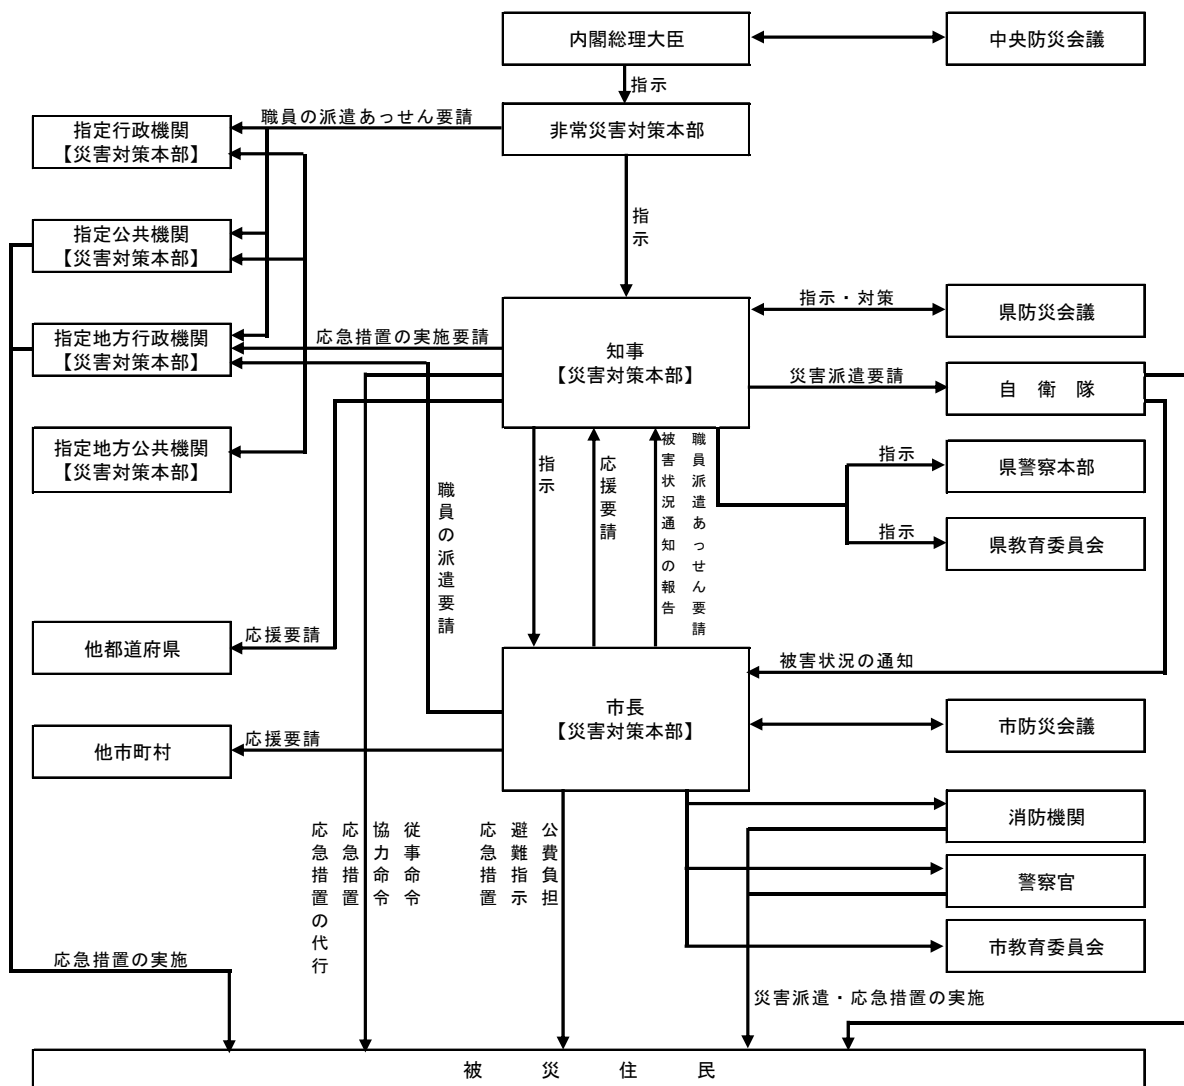 内閣総理大臣
中央防災会議
指示
職員の派遣あっせん要請
非常災害対策本部
指定行政機関
【災害対策本部】
指示
指定公共機関
【災害対策本部】
指示・対策
県防災会議
指定地方行政機関
【災害対策本部】
応急措置の実施要請
知事
【災害対策本部】
災害派遣要請
自衛隊
指定地方公共機関
【災害対策本部】
職員の派遣要請
指示
応援要請
被害状況通知の報告
職員派遣あっせん要請
指示
県警察本部
指示
県教育委員会
他都道府県
応援要請
被害状況の通知
市長
【災害対策本部】
市防災会議
他市町村
応援要請
消防機関
警察官
市教育委員会
応急措置の代行
応急措置
協力命令
従事命令
応急措置
避難指示
公費負担
応急措置の実施
災害派遣・応急措置の実施
被災住民